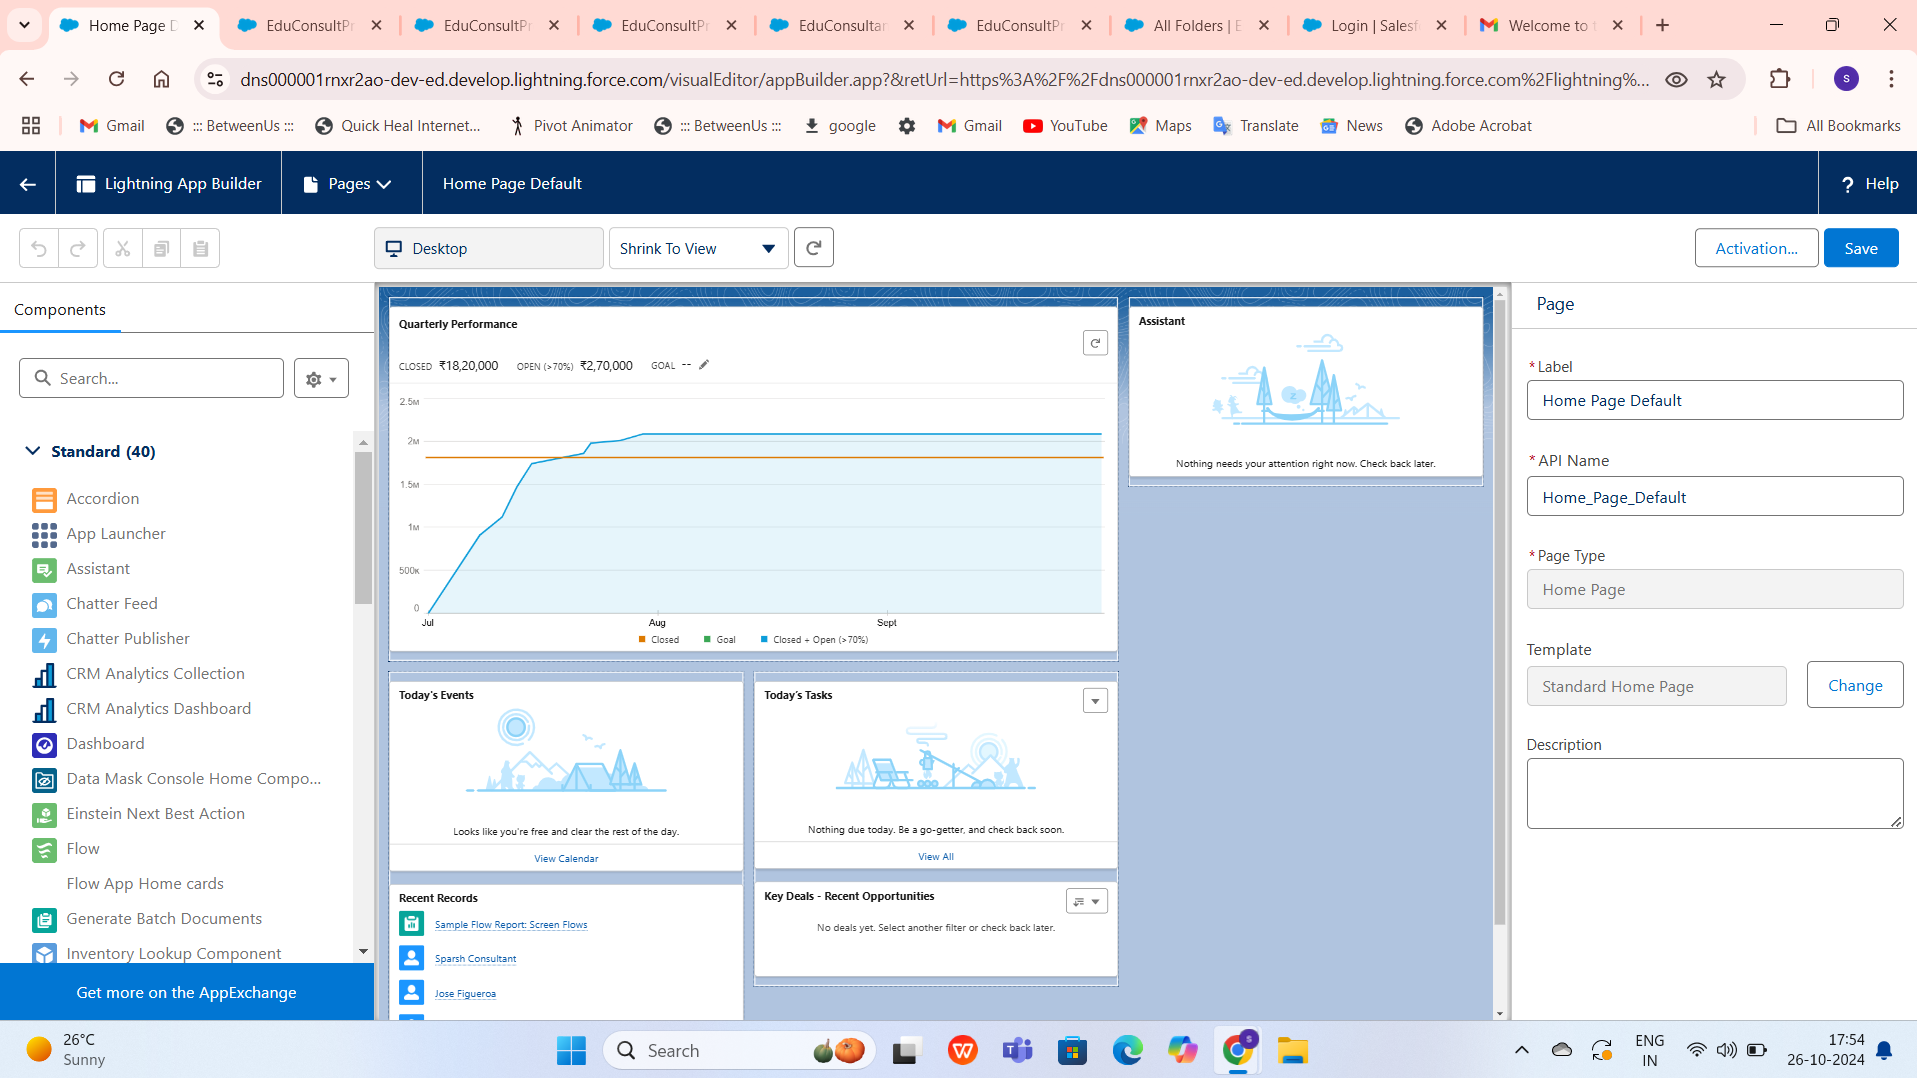 Home Page D
EduConsultPr
EduConsultPr
EduConsultPr
EduConsultan
EduConsultPr
All Folders | E
Login | Salesf
Welcome to t
dns000001rnxr2ao-dev-ed.develop.lightning.force.com/visualEditor/appBuilder.app?&retUrl=https%3A%2F%2Fdns000001rnxr2ao-dev-ed.develop.lightning.force.com%2Flightning%...
S
Gmail
::: BetweenUs :::
Quick Heal Internet...
Pivot Animator
::: BetweenUs :::
google
Gmail
YouTube
Maps
Translate
News
Adobe Acrobat
All Bookmarks
Lightning App Builder
Pages
Home Page Default
? Help
Desktop
Shrink To View
Activation...
Save
Components
Search...
Standard (40)
Accordion
App Launcher
Assistant
Chatter Feed
Chatter Publisher
CRM Analytics Collection
CRM Analytics Dashboard
Dashboard
Data Mask Console Home Compo...
Einstein Next Best Action
Flow
Flow App Home cards
Generate Batch Documents
Inventory Lookup Component
Get more on the AppExchange
Quarterly Performance
CLOSED ₹18,20,000 OPEN (>70%) ₹2,70,000 GOAL --
2.5M
2M
1.5M
1M
500K
0
Jul Aug Sept
Closed Goal Closed + Open (>70%)
Assistant
Nothing needs your attention right now. Check back later.
Today's Events
Looks like you're free and clear the rest of the day.
View Calendar
Today's Tasks
Nothing due today. Be a go-getter, and check back soon.
View All
Recent Records
Sample Flow Report: Screen Flows
Sparsh Consultant
Jose Figueroa
Key Deals - Recent Opportunities
No deals yet. Select another filter or check back later.
Page
*Label
Home Page Default
*API Name
Home_Page_Default
*Page Type
Home Page
Template
Standard Home Page
Change
Description
26°C
Sunny
Search
ENG
IN
17:54
26-10-2024